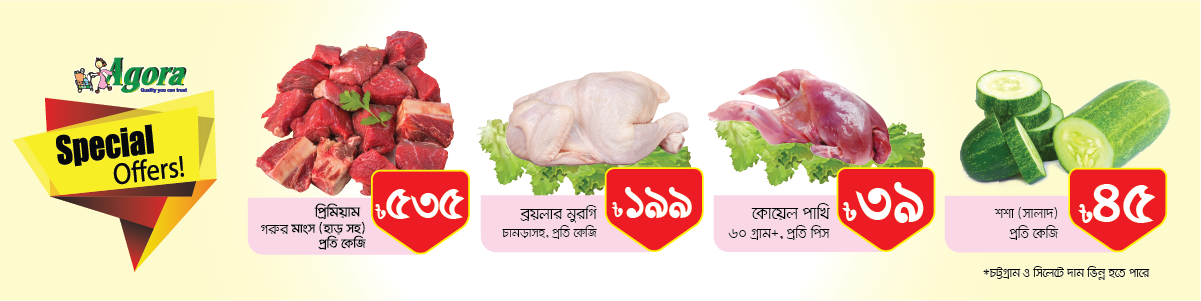 Agora
Quality you can trust
Special
Offers!
প্রিমিয়াম
গরুর মাংস (হাড় সহ)
প্রতি কেজি
৳৫৩৫
ব্রয়লার মুরগি
চামড়াসহ, প্রতি কেজি
৳১৯৯
কোয়েল পাখি
৬০ গ্রাম+, প্রতি পিস
৳৩৯
শশা (সালাদ)
প্রতি কেজি
৳৪৫
*চট্টগ্রাম ও সিলেটে দাম ভিন্ন হতে পারে